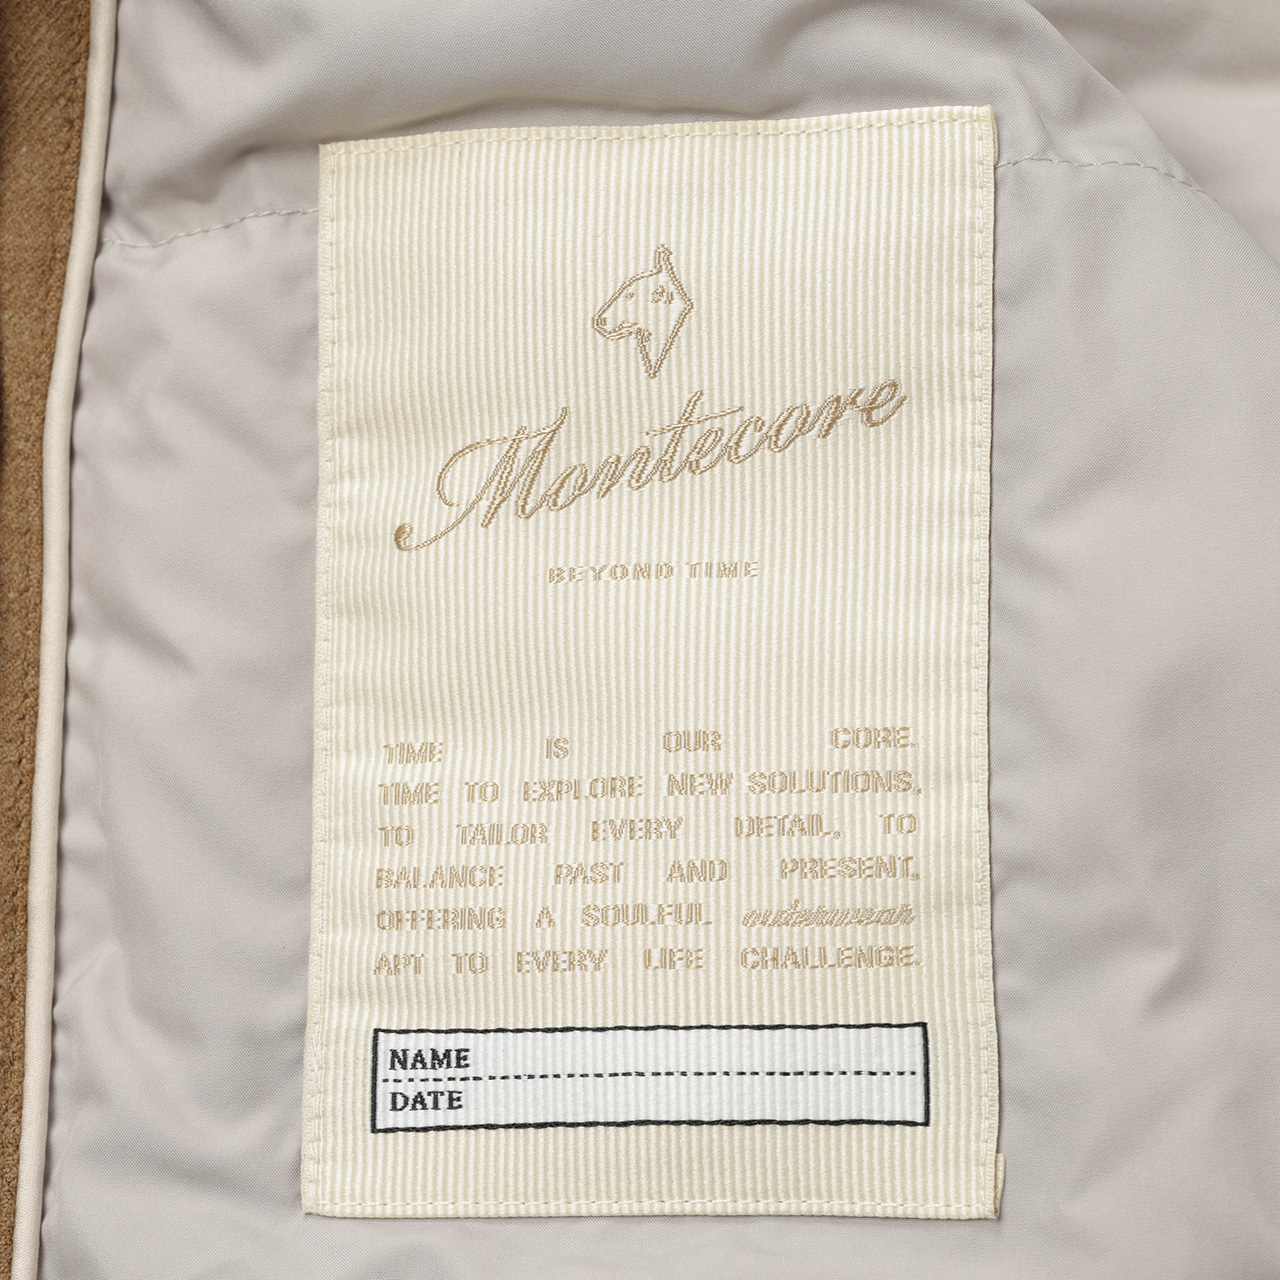 Montecore
BEYOND TIME
TIME IS OUR CORE.
TIME TO EXPLORE NEW SOLUTIONS,
TO TAILOR EVERY DETAIL, TO
BALANCE PAST AND PRESENT,
OFFERING A SOULFUL outerwear
APT TO EVERY LIFE CHALLENGE.
NAME
DATE